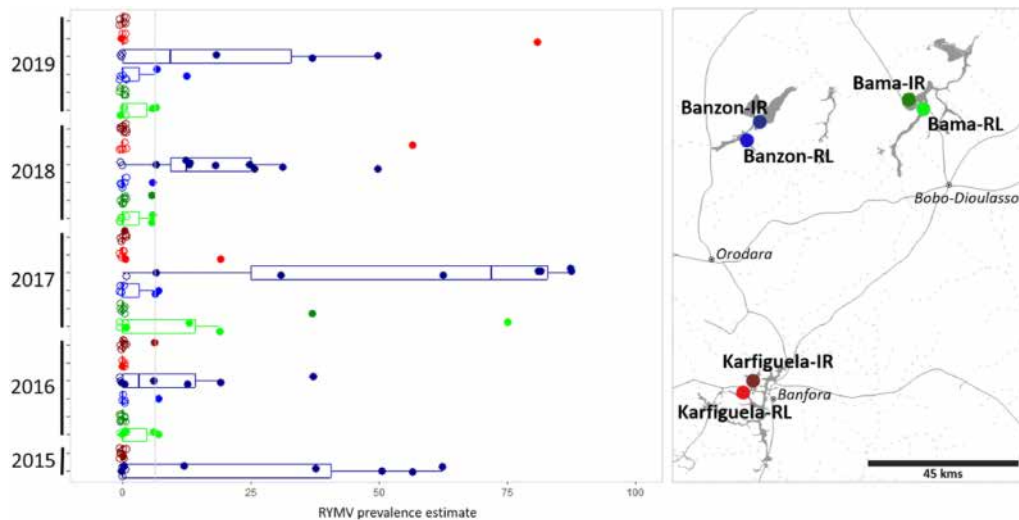 2019
2018
2017
2016
2015
0
25
50
75
100
RYMV prevalence estimate
Bama-IR
Banzon-IR
Bama-RL
Banzon-RL
Bobo-Dioulasso
Orodara
Karfiguela-IR
Banfora
Karfiguela-RL
45 kms